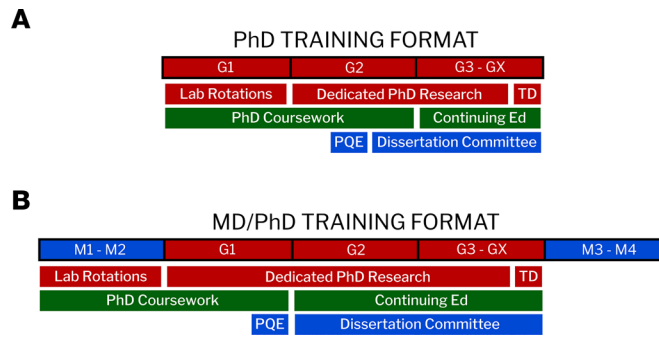 A
PhD TRAINING FORMAT
G1 G2 G3 - GX
Lab Rotations Dedicated PhD Research TD
PhD Coursework Continuing Ed
PQE Dissertation Committee
B
MD/PhD TRAINING FORMAT
M1 - M2 G1 G2 G3 - GX M3 - M4
Lab Rotations Dedicated PhD Research TD
PhD Coursework Continuing Ed
PQE Dissertation Committee